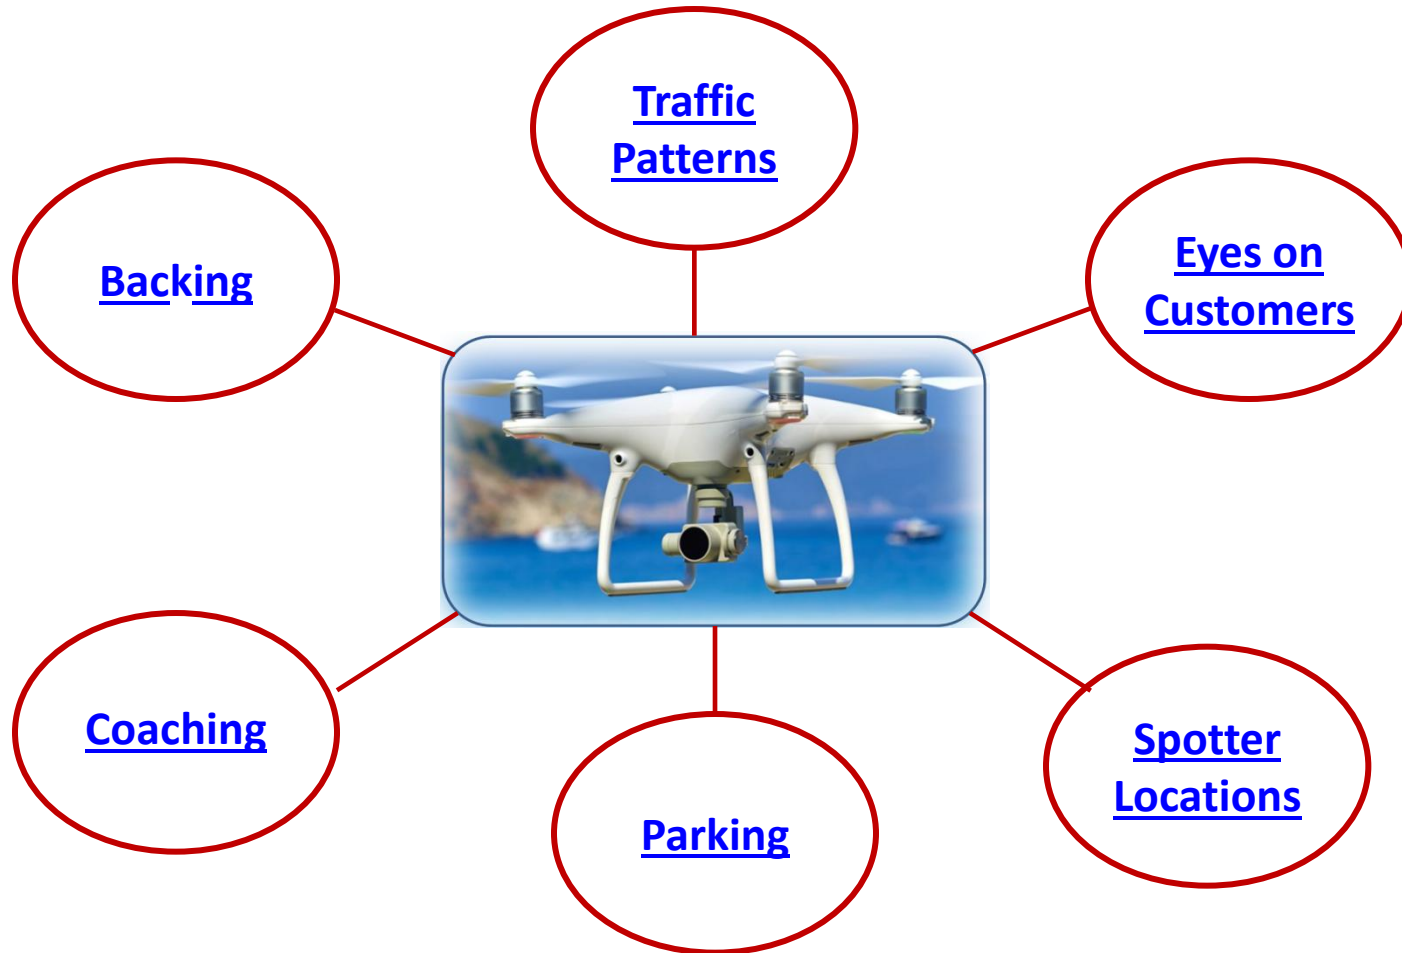 Traffic
Patterns
Backing
Eyes on
Customers
Coaching
Spotter
Locations
Parking